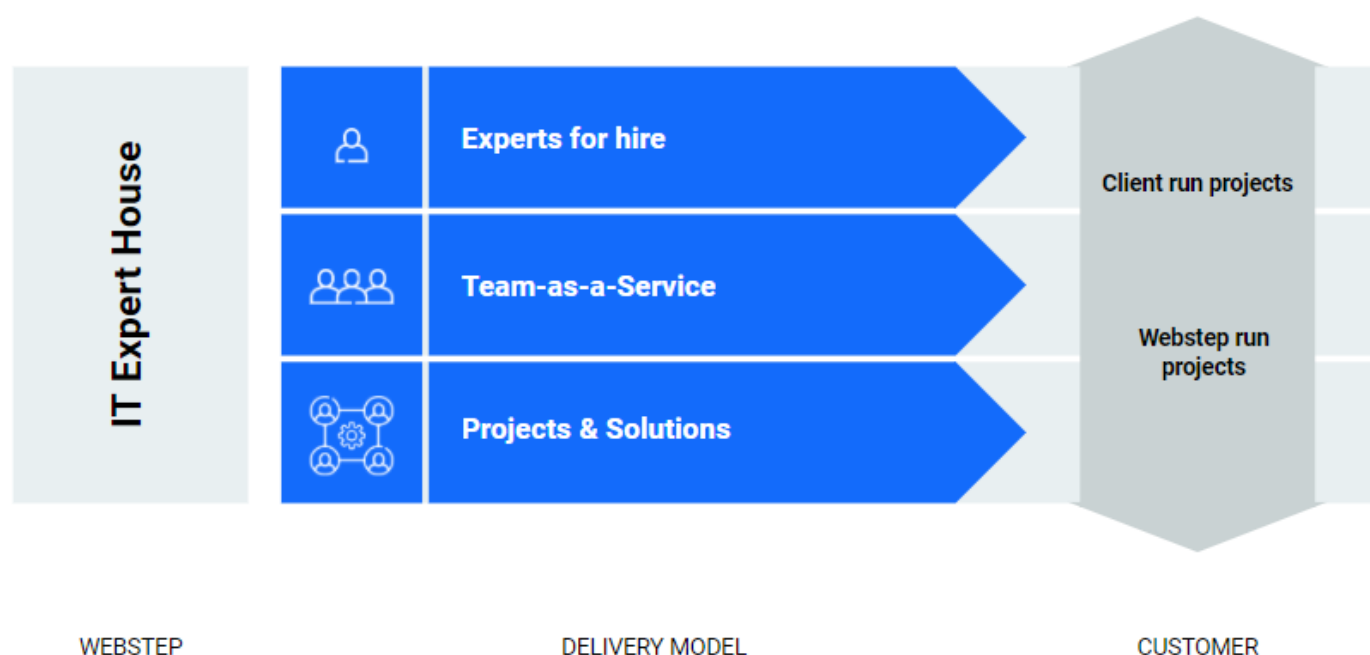 IT Expert House
Experts for hire
Team-as-a-Service
Projects & Solutions
Client run projects
Webstep run
projects
WEBSTEP
DELIVERY MODEL
CUSTOMER